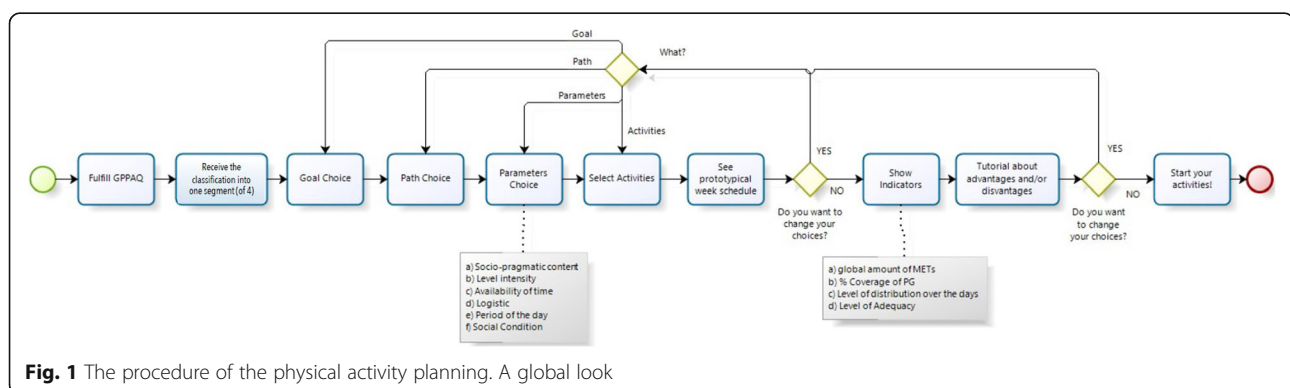 Goal
What?
Path
Parameters
Activities
YES
YES
Fulfill GPPAQ
Receive the
classification into
one segment (of 4)
Goal Choice
Path Choice
Parameters
Choice
Select Activities
See
prototypical
week schedule
NO
Do you want to
change your
choices?
Show
Indicators
Tutorial about
advantages and/or
disvantages
NO
Do you want
to change
your choices?
Start your
activities!
a) Socio-pragmatic content
b) Level intensity
c) Availability of time
d) Logistic
e) Period of the day
f) Social Condition
a) global amount of METs
b) % Coverage of PG
c) Level of distribution over the days
d) Level of Adequacy
Fig. 1 The procedure of the physical activity planning. A global look